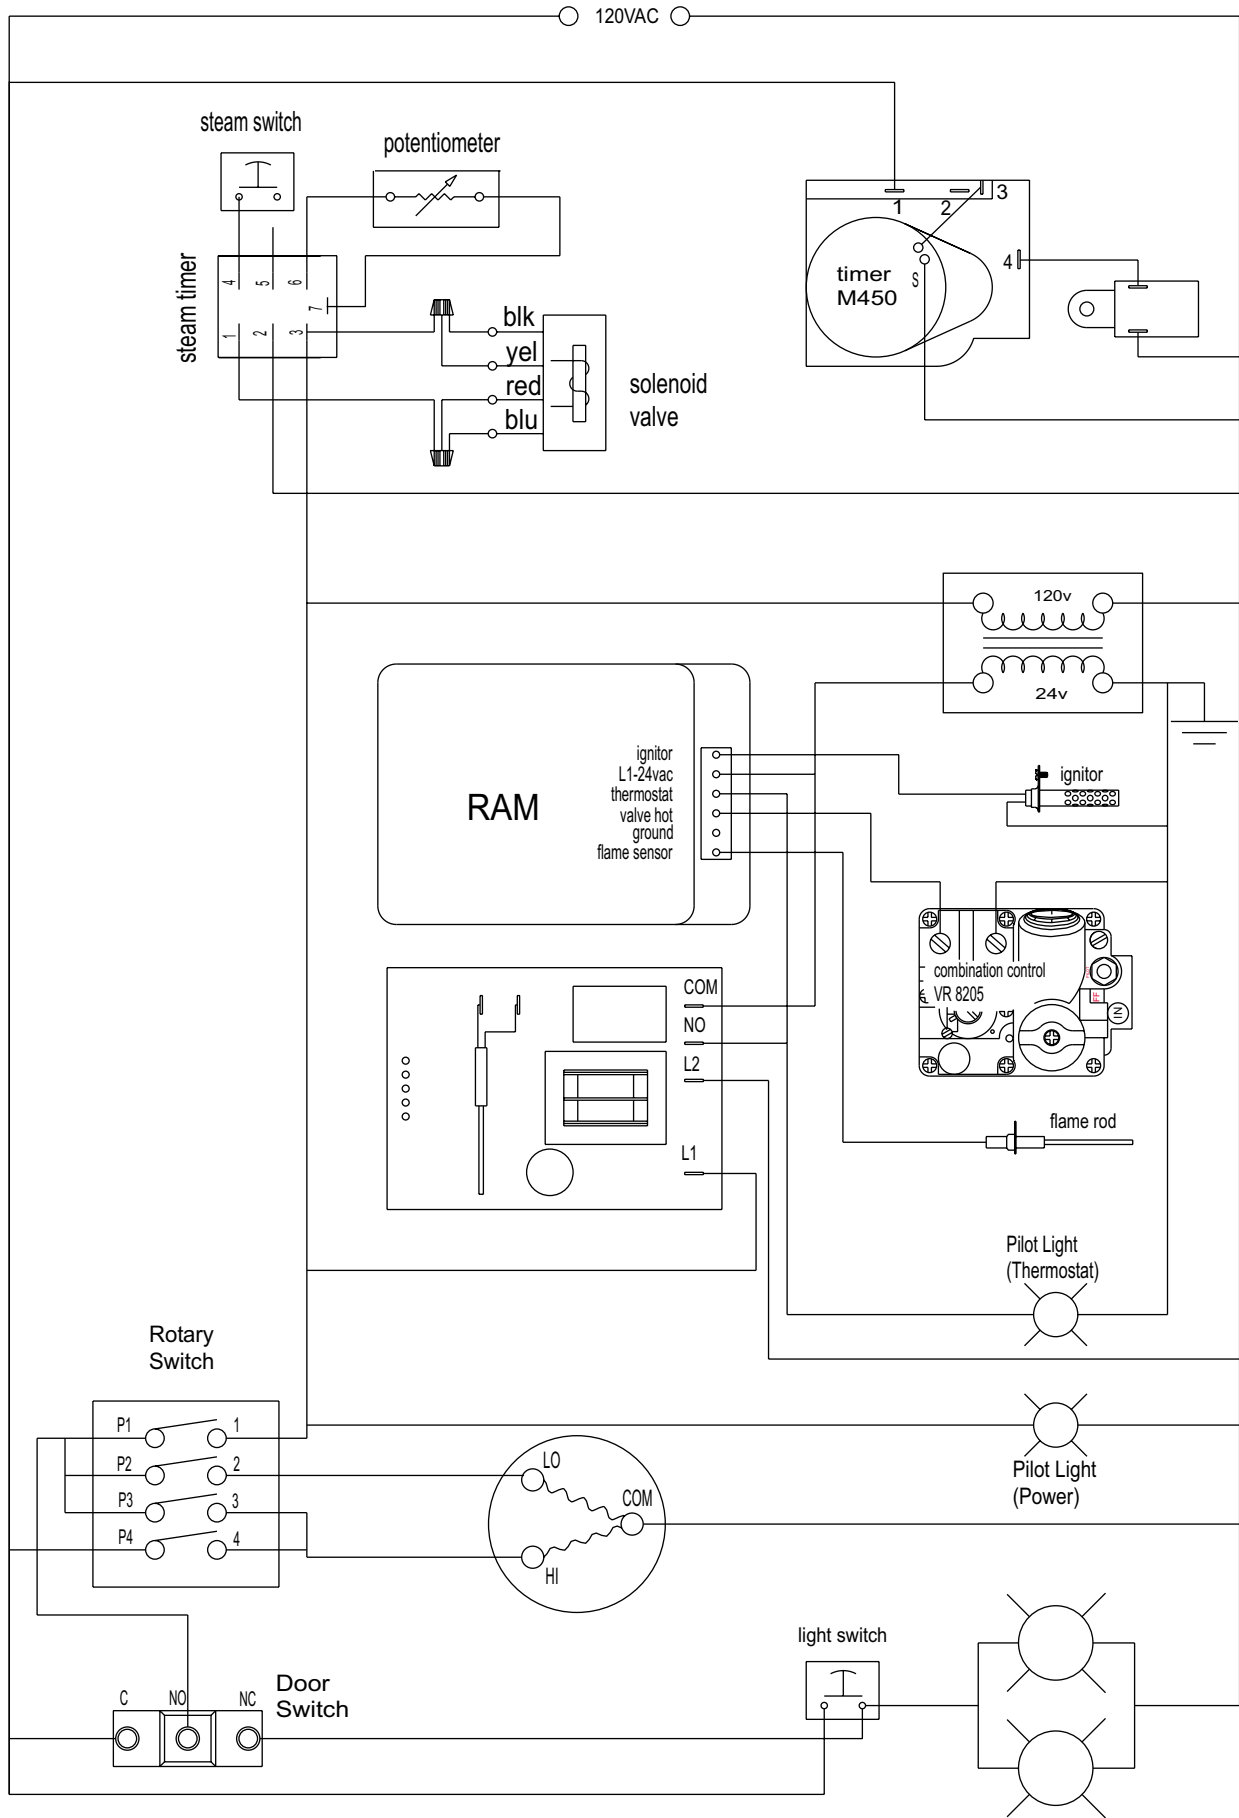 120VAC
steam switch
potentiometer
3
1
2
timer
M450
S
4
steam timer
4
5
6
7
1
2
3
blk
yel
red
blu
solenoid
valve
120v
24v
RAM
ignitor
L1-24vac
thermostat
valve hot
ground
flame sensor
ignitor
combination control
VR 8205
IN
COM
NO
L2
L1
flame rod
Pilot Light
(Thermostat)
Rotary
Switch
P1
1
P2
2
P3
3
P4
4
LO
COM
HI
Pilot Light
(Power)
light switch
Door
Switch
C
NO
NC